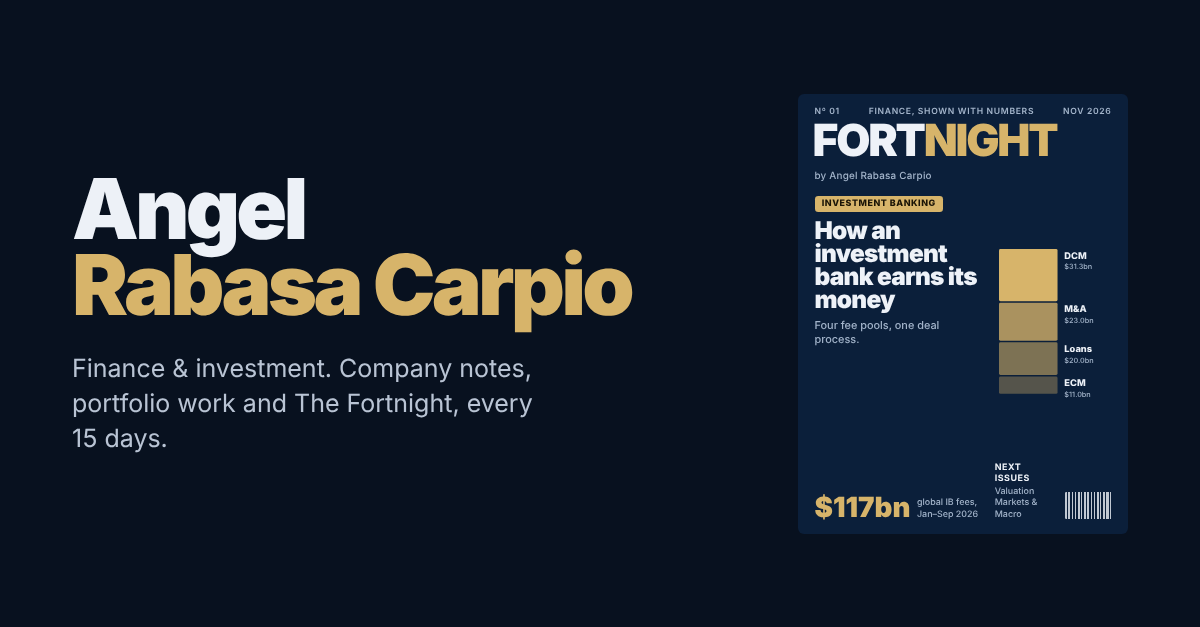 Angel
Rabasa Carpio
Finance & investment. Company notes,
portfolio work and The Fortnight, every
15 days.
Nº 01 FINANCE, SHOWN WITH NUMBERS NOV 2026
FORTNIGHT
by Angel Rabasa Carpio
INVESTMENT BANKING
How an
investment
bank earns its
money
Four fee pools, one deal
process.
DCM
$31.3bn
M&A
$23.0bn
Loans
$20.0bn
ECM
$11.0bn
$117bn
global IB fees,
Jan–Sep 2026
NEXT
ISSUES
Valuation
Markets &
Macro